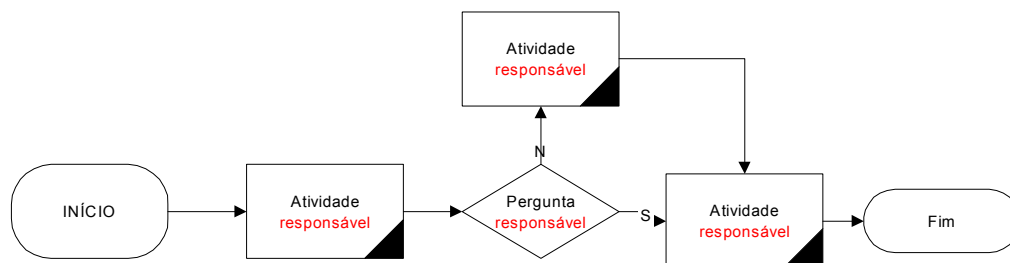 Atividade
responsável
N
INÍCIO
Atividade
responsável
Pergunta
responsável
S
Atividade
responsável
Fim